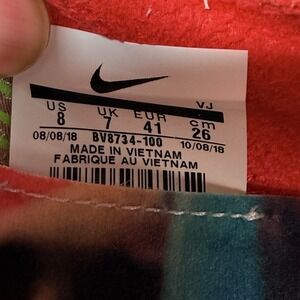 VJ
US UK EUR cm
8 7 41 26
08/08/18 BV8734-100 10/08/18
MADE IN VIETNAM
FABRIQUE AU VIETNAM